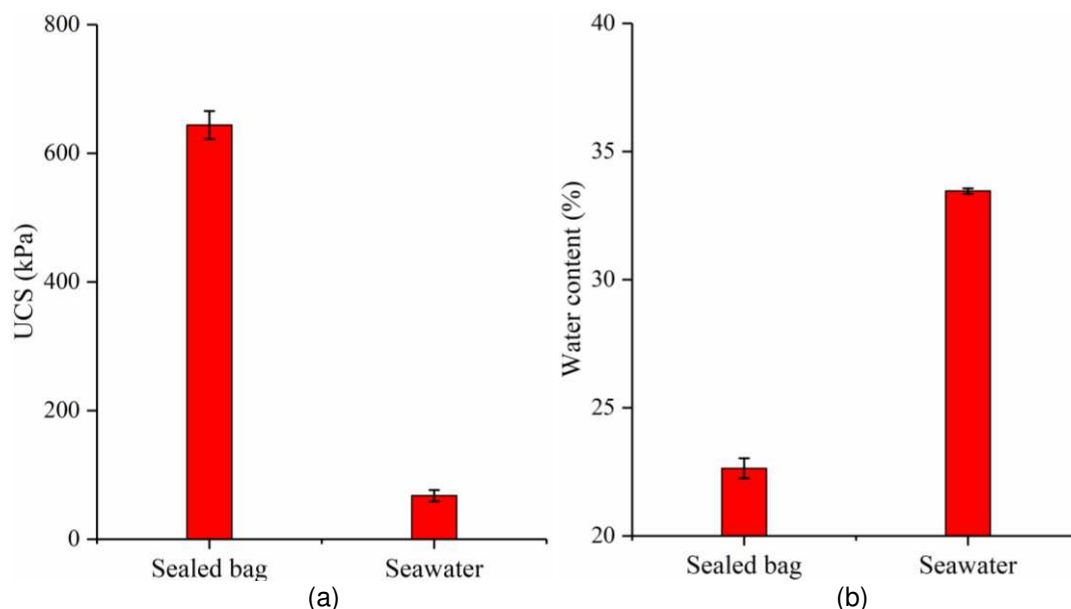 800
600
400
200
0
UCS (kPa)
Sealed bag
Seawater
(a)
40
35
30
25
20
Water content (%)
Sealed bag
Seawater
(b)